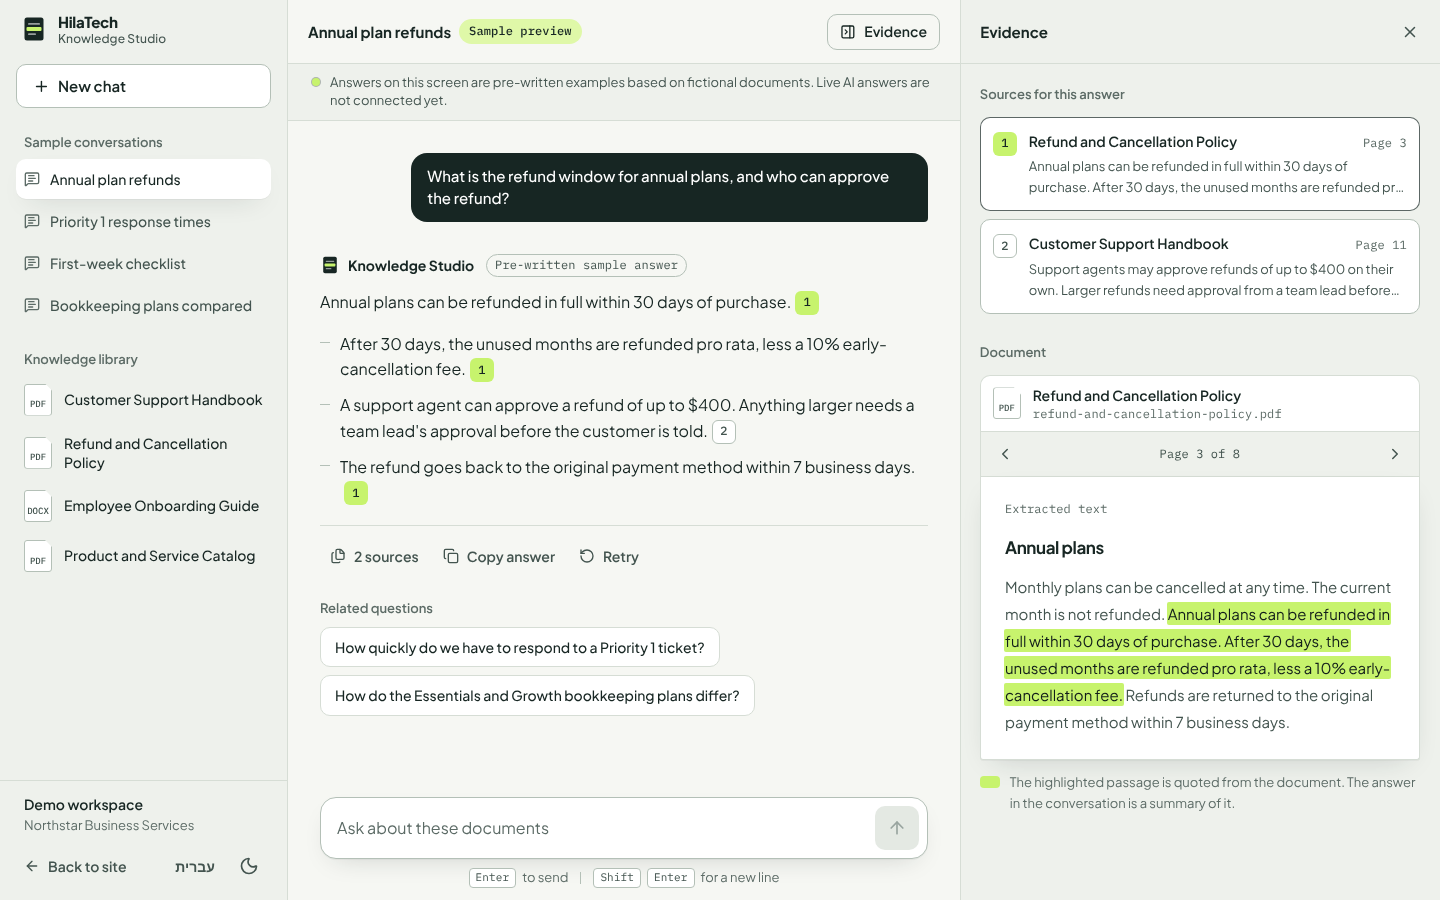 HilaTech
Knowledge Studio
New chat
Sample conversations
Annual plan refunds
Priority 1 response times
First-week checklist
Bookkeeping plans compared
Knowledge library
PDF
Customer Support Handbook
PDF
Refund and Cancellation
Policy
DOCX
Employee Onboarding Guide
PDF
Product and Service Catalog
Demo workspace
Northstar Business Services
Back to site
עברית
Annual plan refunds
Sample preview
Evidence
Answers on this screen are pre-written examples based on fictional documents. Live AI answers are
not connected yet.
What is the refund window for annual plans, and who can approve
the refund?
Knowledge Studio
Pre-written sample answer
Annual plans can be refunded in full within 30 days of purchase. 1
After 30 days, the unused months are refunded pro rata, less a 10% early-
cancellation fee. 1
A support agent can approve a refund of up to $400. Anything larger needs a
team lead's approval before the customer is told. 2
The refund goes back to the original payment method within 7 business days.
1
2 sources
Copy answer
Retry
Related questions
How quickly do we have to respond to a Priority 1 ticket?
How do the Essentials and Growth bookkeeping plans differ?
Ask about these documents
Enter to send | Shift Enter for a new line
Evidence
Sources for this answer
1
Refund and Cancellation Policy
Page 3
Annual plans can be refunded in full within 30 days of
purchase. After 30 days, the unused months are refunded pr…
2
Customer Support Handbook
Page 11
Support agents may approve refunds of up to $400 on their
own. Larger refunds need approval from a team lead before…
Document
PDF
Refund and Cancellation Policy
refund-and-cancellation-policy.pdf
Page 3 of 8
Extracted text
Annual plans
Monthly plans can be cancelled at any time. The current
month is not refunded. Annual plans can be refunded in
full within 30 days of purchase. After 30 days, the
unused months are refunded pro rata, less a 10% early-
cancellation fee. Refunds are returned to the original
payment method within 7 business days.
The highlighted passage is quoted from the document. The answer
in the conversation is a summary of it.